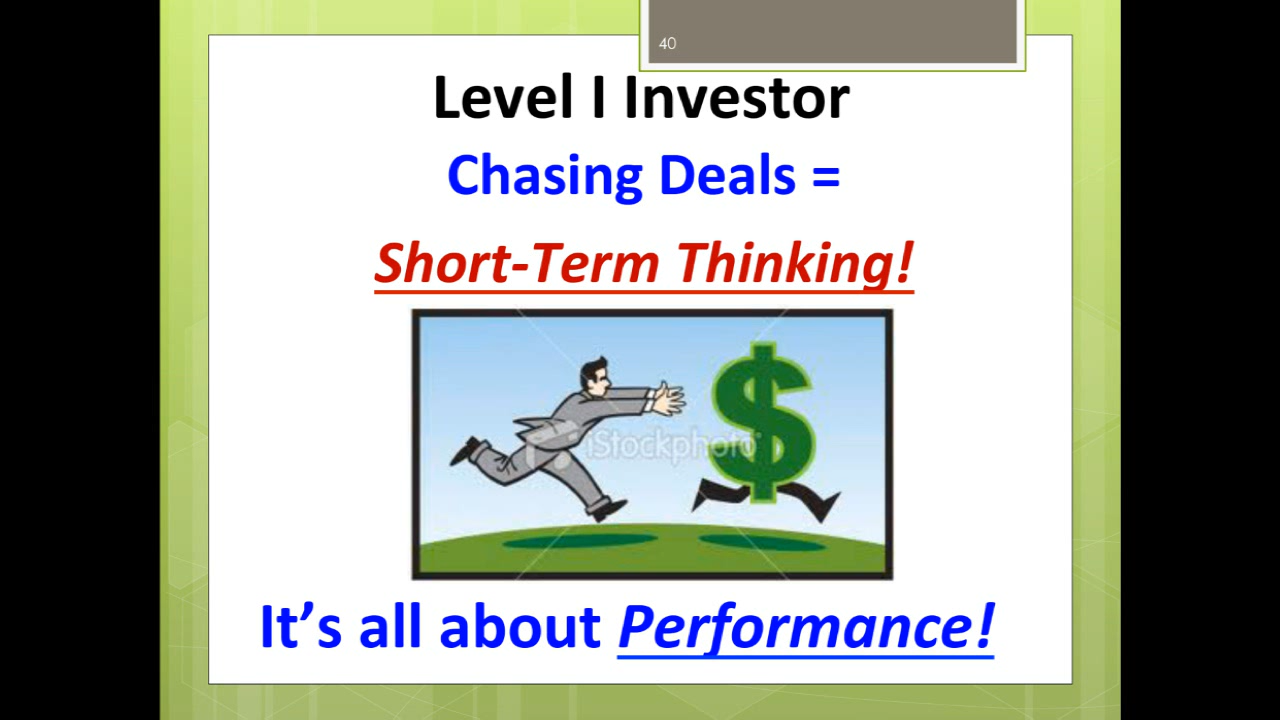 40
Level I Investor
Chasing Deals =
Short-Term Thinking!
iStockphoto
It’s all about Performance!